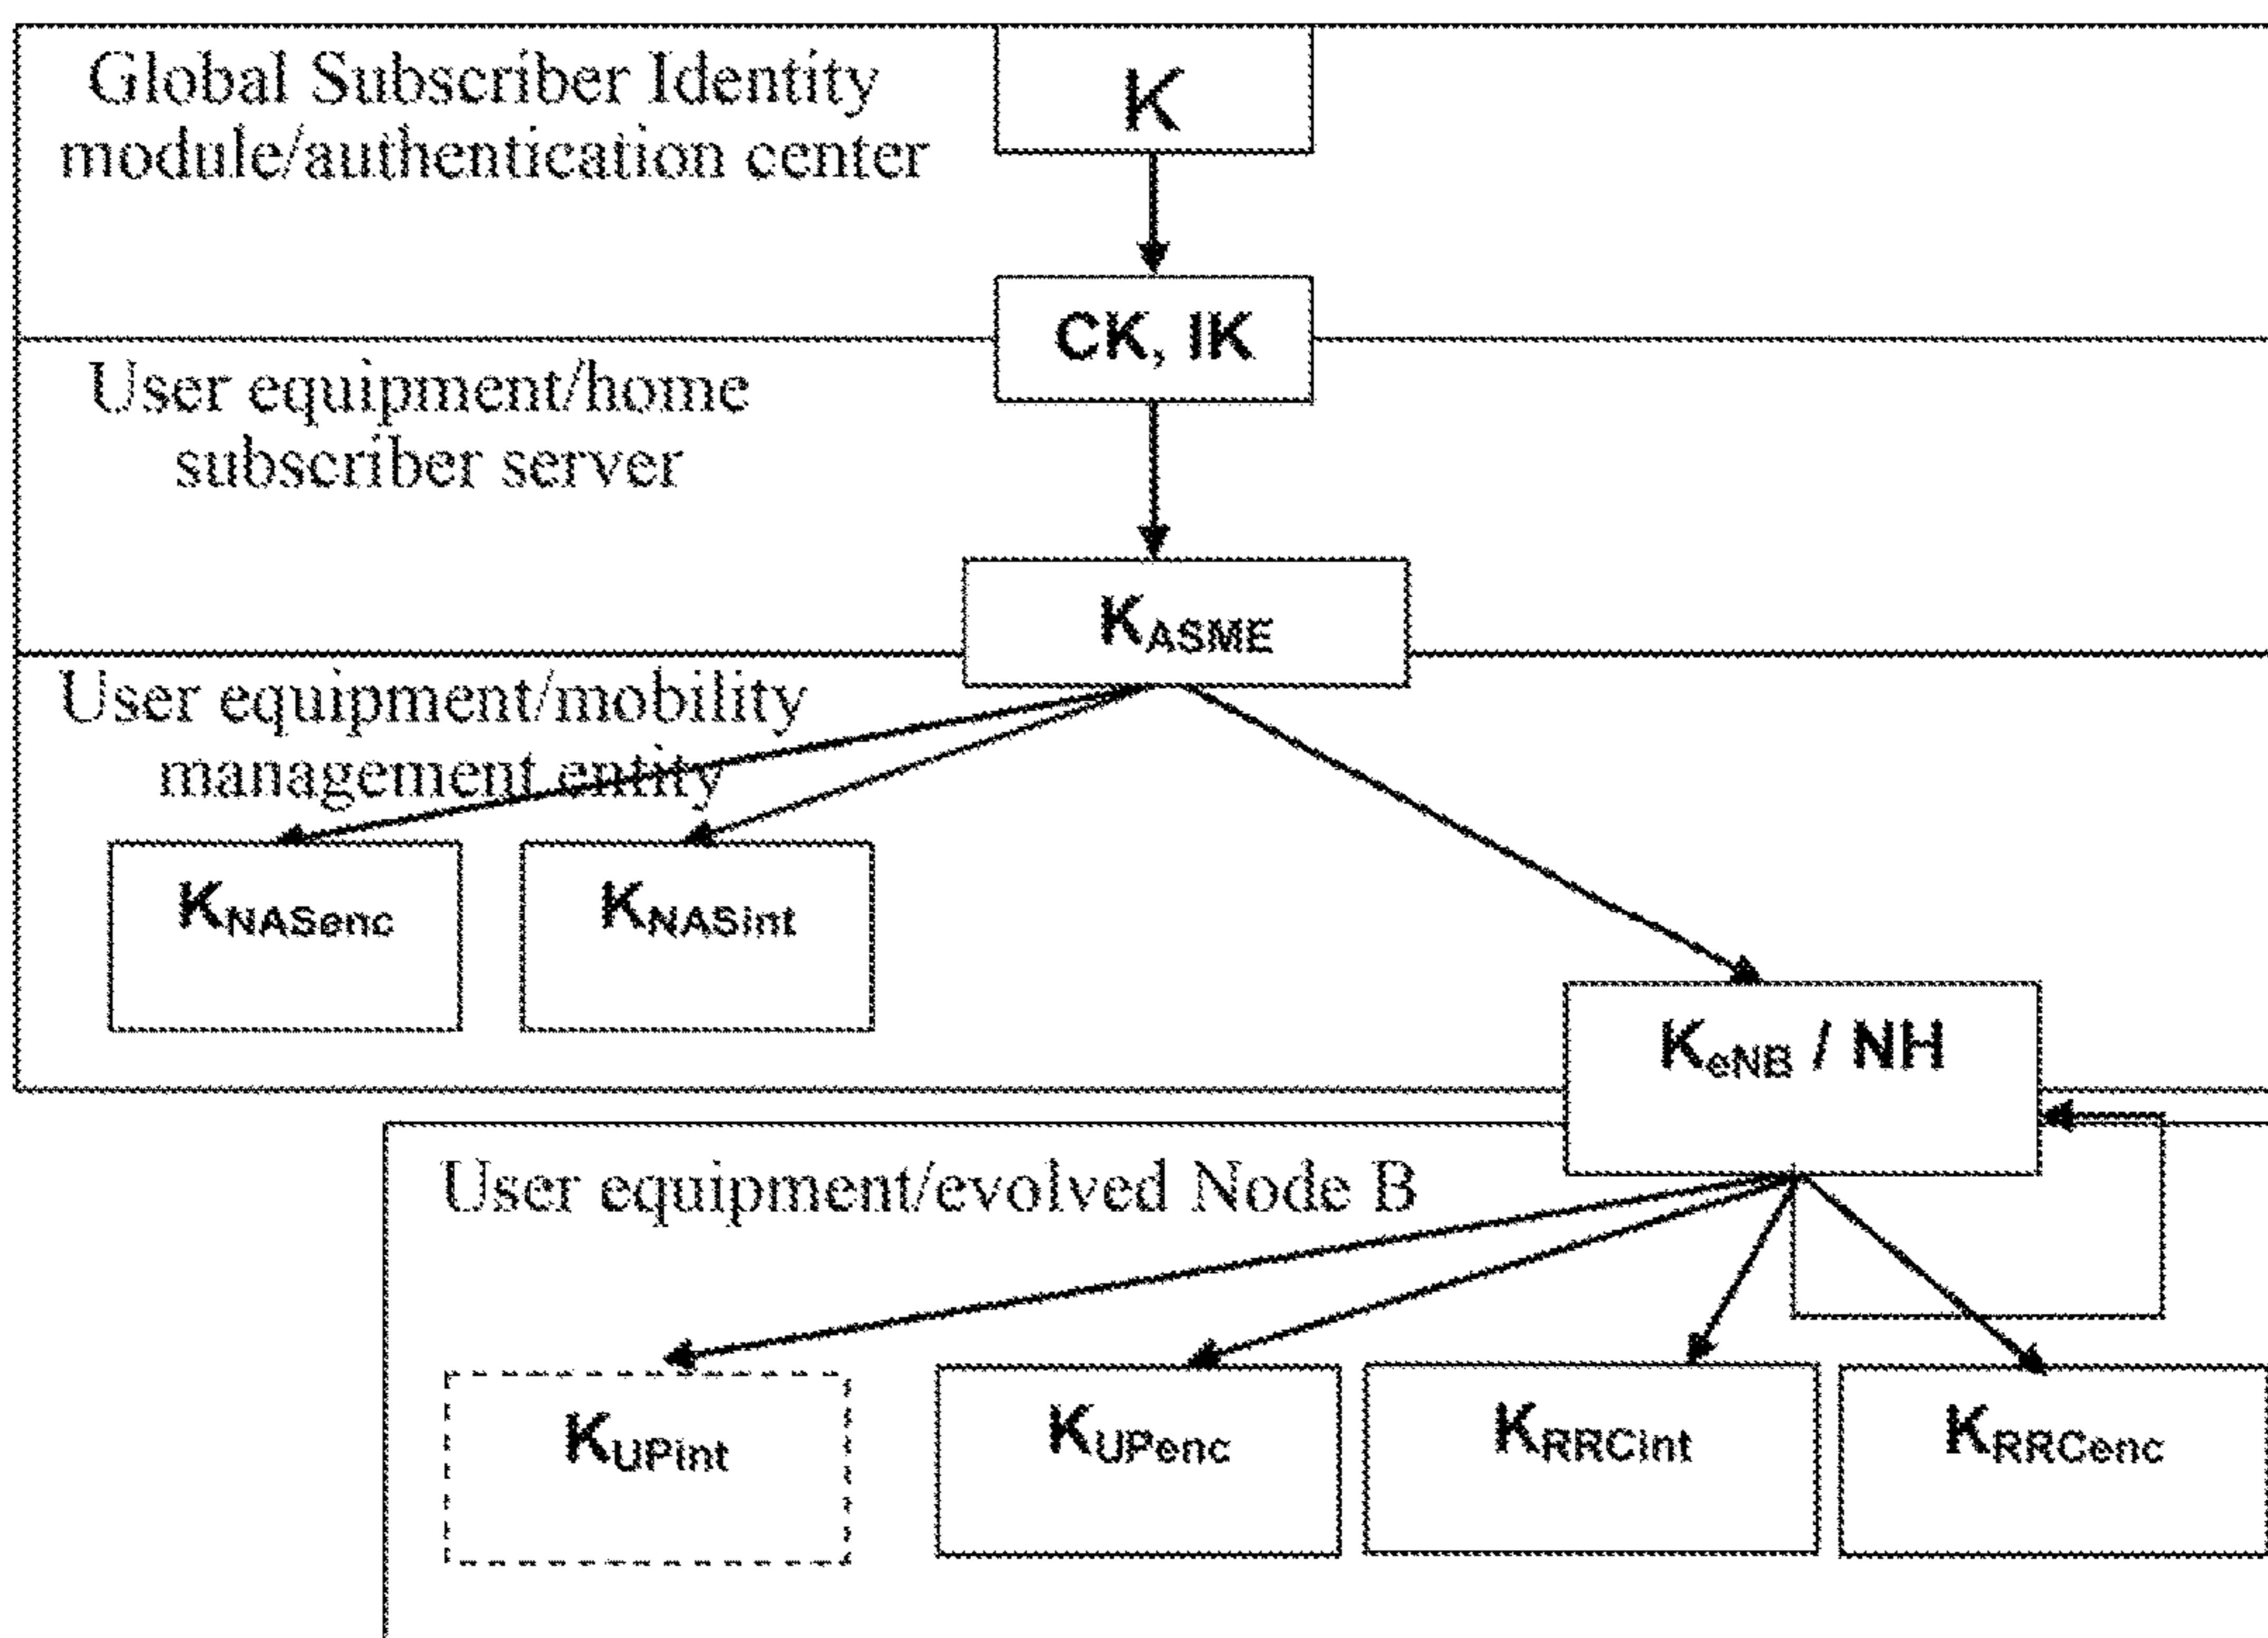 Global Subscriber Identity
module/authentication center
K
CK, IK
User equipment/home
subscriber server
KASME
User equipment/mobility
management entity
KNASenc
KNASint
KeNB / NH
User equipment/evolved Node B
KUPint
KUPenc
KRRCint
KRRCenc